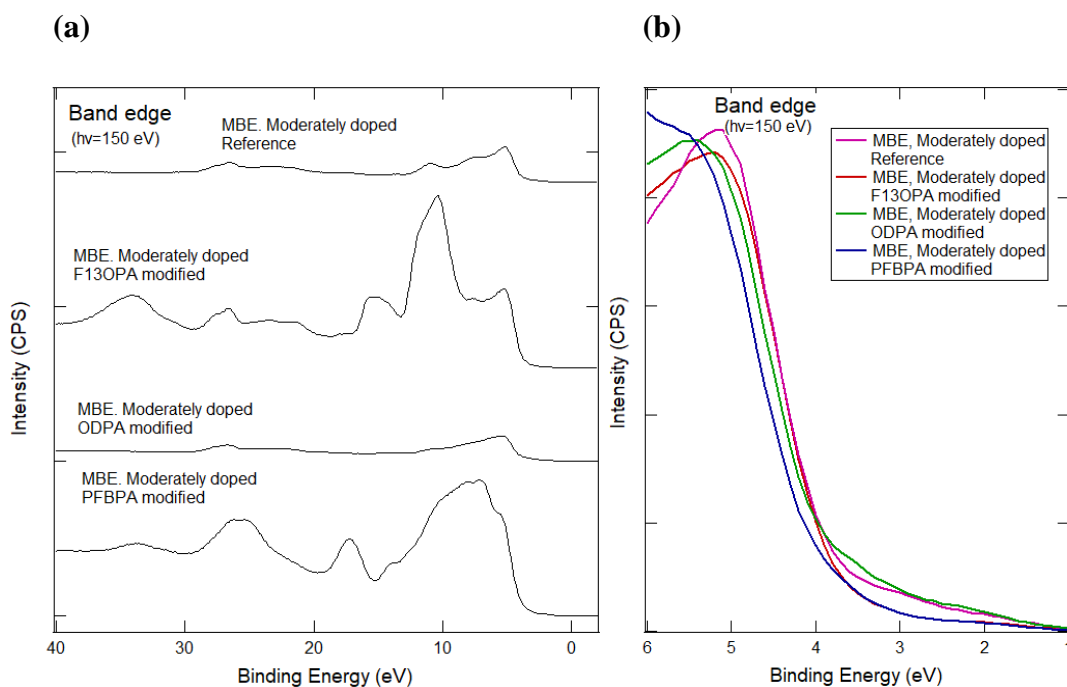 (a)
(b)
Band edge
(hv=150 eV)
MBE. Moderately doped
Reference
MBE. Moderately doped
F13OPA modified
MBE. Moderately doped
ODPA modified
MBE. Moderately doped
PFBPA modified
Intensity (CPS)
40
30
20
10
0
Binding Energy (eV)
Band edge
(hv=150 eV)
MBE, Moderately doped
Reference
MBE, Moderately doped
F13OPA modified
MBE, Moderately doped
ODPA modified
MBE, Moderately doped
PFBPA modified
Intensity (CPS)
6
5
4
3
2
1
Binding Energy (eV)